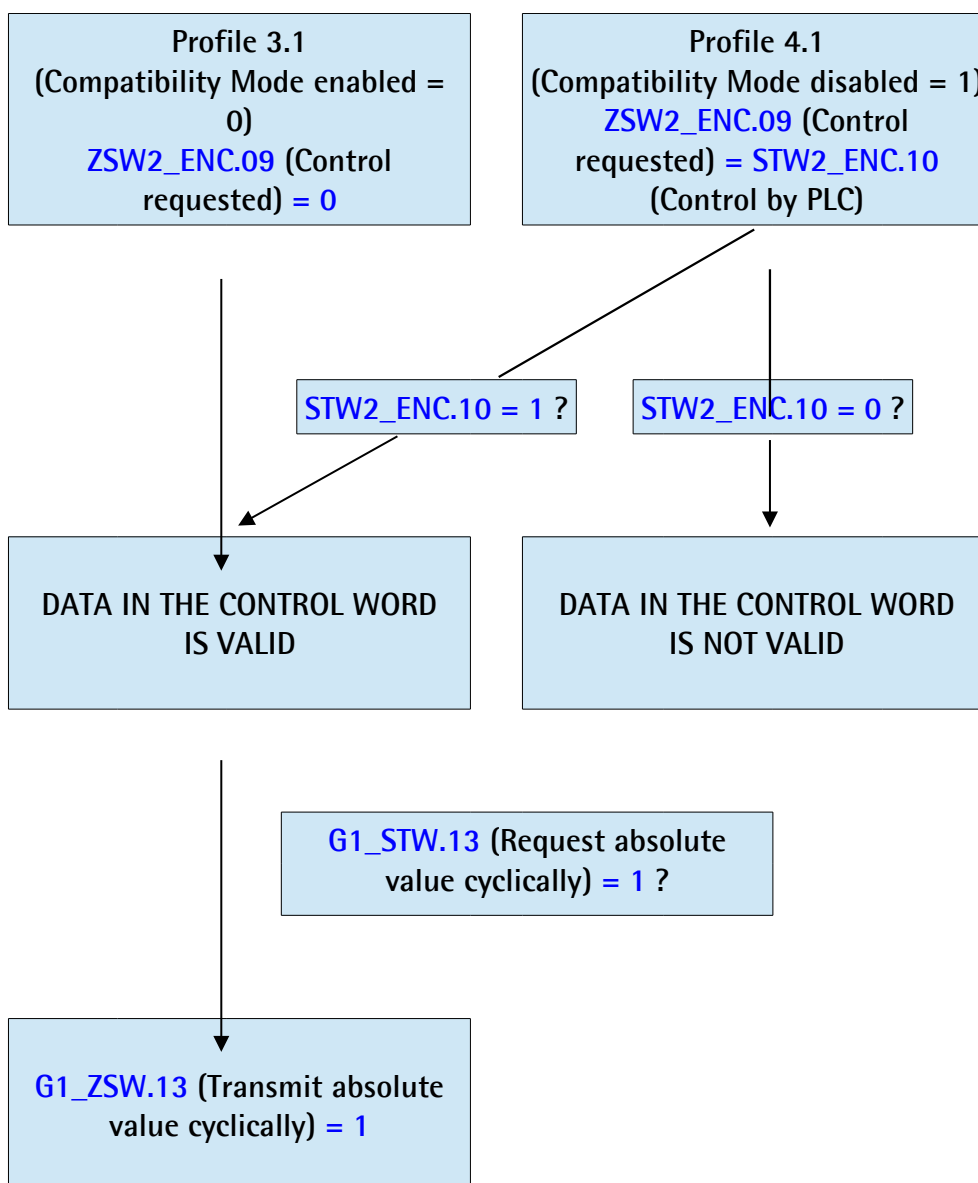 Profile 3.1
(Compatibility Mode enabled =
0)
ZSW2_ENC.09 (Control
requested) = 0
Profile 4.1
(Compatibility Mode disabled = 1)
ZSW2_ENC.09 (Control
requested) = STW2_ENC.10
(Control by PLC)
STW2_ENC.10 = 1 ?
STW2_ENC.10 = 0 ?
DATA IN THE CONTROL WORD
IS VALID
DATA IN THE CONTROL WORD
IS NOT VALID
G1_STW.13 (Request absolute
value cyclically) = 1 ?
G1_ZSW.13 (Transmit absolute
value cyclically) = 1